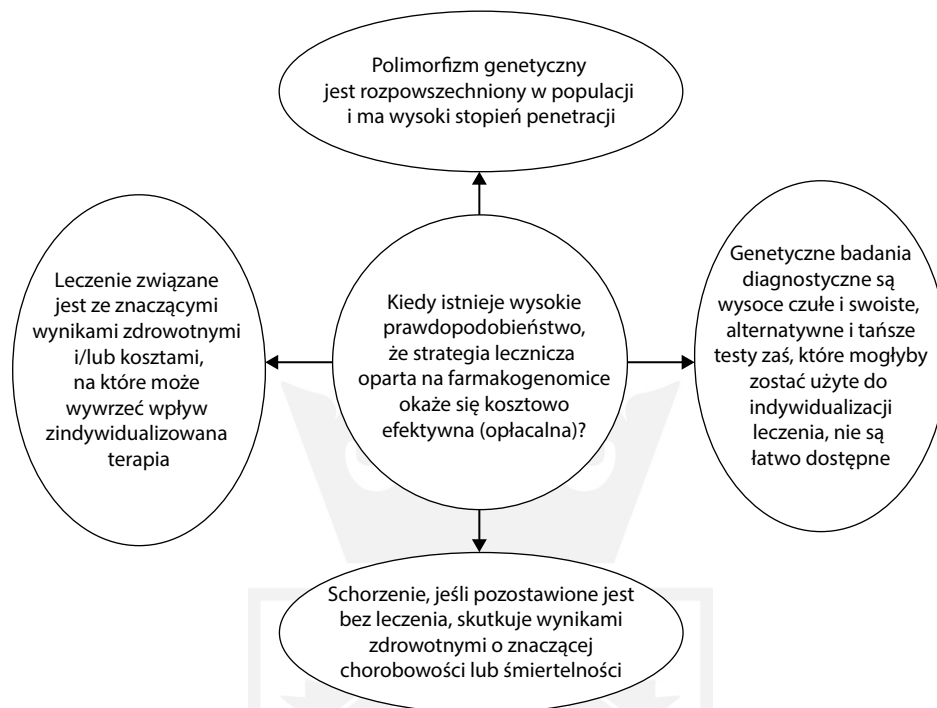 Polimorfizm genetyczny
jest rozpowszechniony w populacji
i ma wysoki stopień penetracji
Leczenie związane
jest ze znaczącymi
wynikami zdrowotnymi
i/lub kosztami,
na które może
wywrzeć wpływ
zindywidualizowana
terapia
Kiedy istnieje wysokie
prawdopodobieństwo,
że strategia lecznicza
oparta na farmakogenomice
okaże się kosztowo
efektywna (opłacalna)?
Genetyczne badania
diagnostyczne są
wysoce czułe i swoiste,
alternatywne i tańsze
testy zaś, które mogłyby
zostać użyte do
indywidualizacji
leczenia, nie są
łatwo dostępne
Schorzenie, jeśli pozostawione jest
bez leczenia, skutkuje wynikami
zdrowotnymi o znaczącej
chorobowości lub śmiertelności